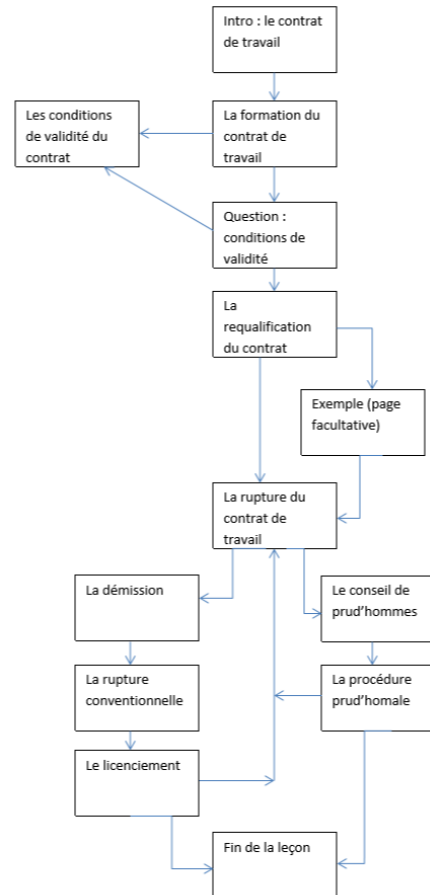 Intro : le contrat
de travail
La formation du
contrat de
travail
Les conditions
de validité du
contrat
Question :
conditions de
validité
La
requalification
du contrat
Exemple (page
facultative)
La rupture du
contrat de
travail
La démission
Le conseil de
prud'hommes
La rupture
conventionnelle
La procédure
prud'homale
Le licenciement
Fin de la leçon